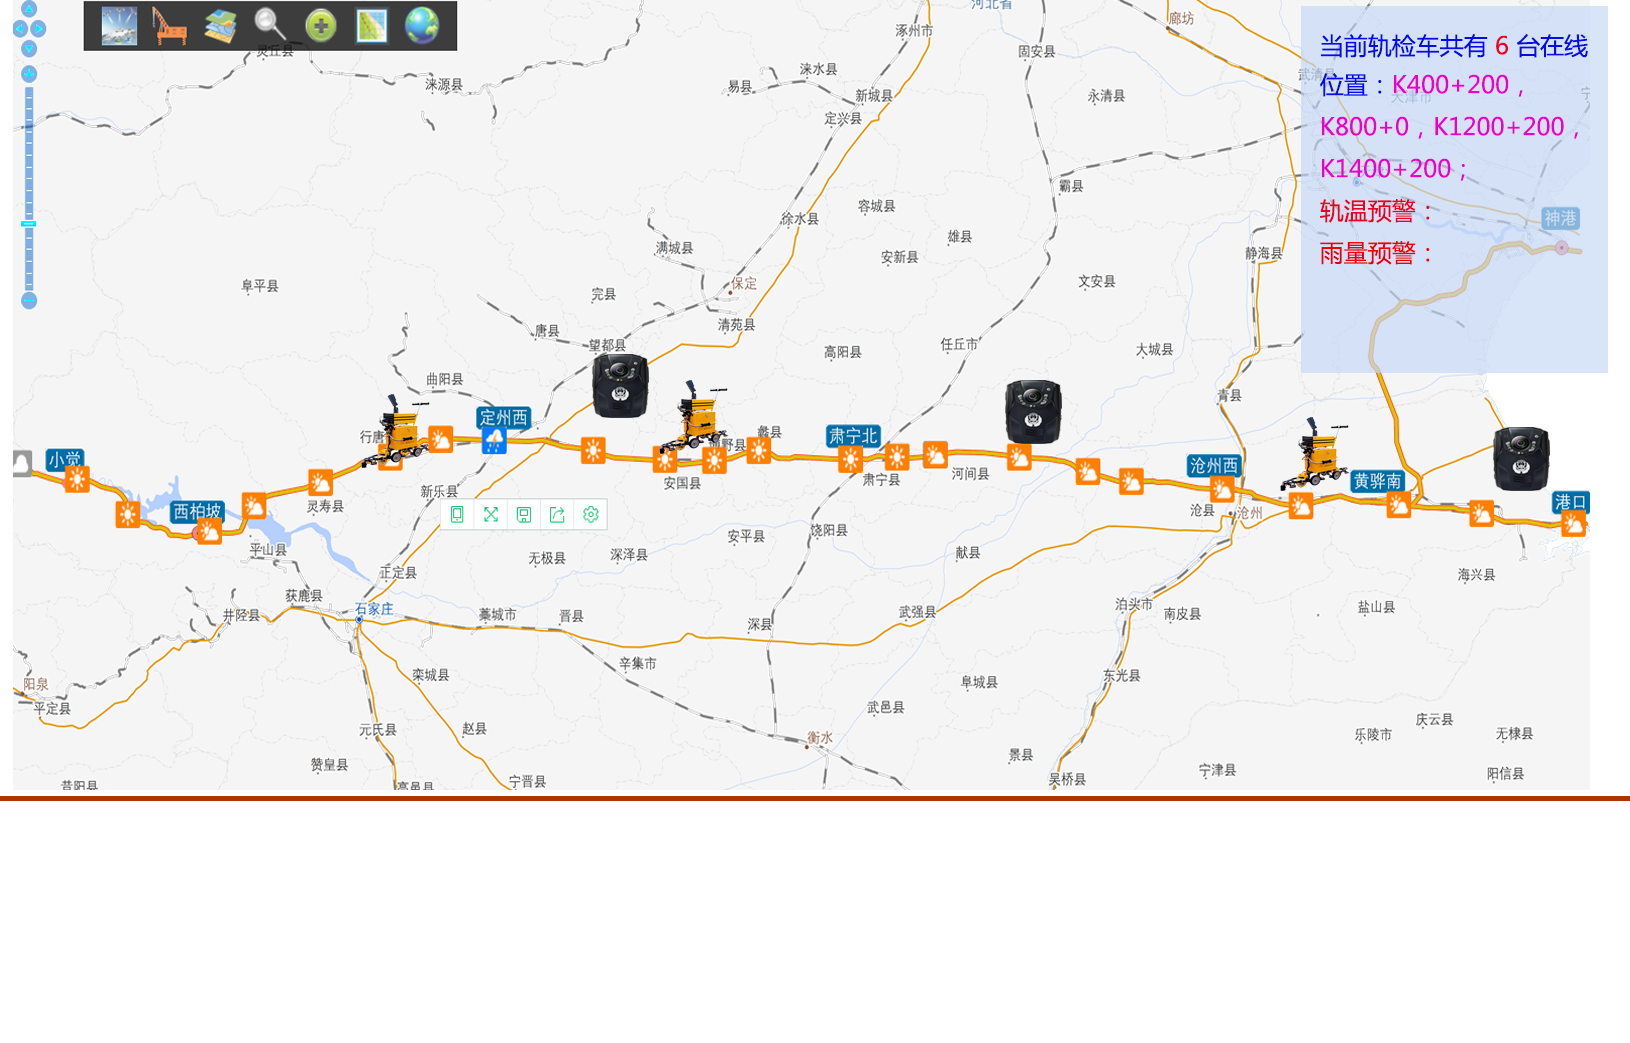 河北省
廊坊
涿州市
灵丘县
固安县
当前轨检车共有 6 台在线
涞水县
武清县
涞源县
易县
位置：K400+200，
新城县
永清县
天津市
定兴县
K800+0，K1200+200，
K1400+200；
霸县
容城县
轨温预警：
徐水县
神港
雄县
满城县
安新县
静海县
雨量预警：
文安县
阜平县
保定
完县
清苑县
唐县
望都县
高阳县
任丘市
大城县
曲阳县
青县
定州西
行唐
蠡县
肃宁北
野县
小觉
沧州西
河间县
安国县
肃宁县
黄骅南
新乐县
灵寿县
西柏坡
沧县
沧州
港口
饶阳县
安平县
平山县
无极县
深泽县
献县
正定县
海兴县
获鹿县
石家庄
井陉县
藁城市
晋县
武强县
泊头市
南皮县
盐山县
深县
辛集市
栾城县
东光县
阳泉
阜城县
平定县
武邑县
庆云县
元氏县
赵县
衡水
乐陵市
无棣县
景县
赞皇县
宁津县
阳信县
吴桥县
宁晋县
昔阳县
高邑县